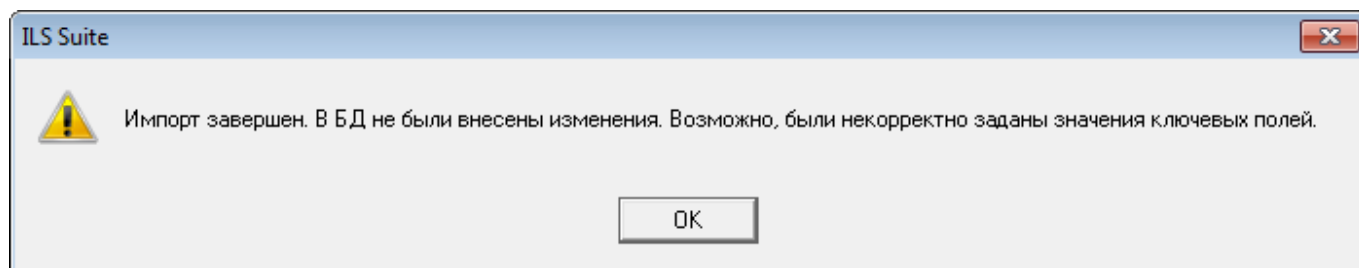 ILS Suite
Импорт завершен. В БД не были внесены изменения. Возможно, были некорректно заданы значения ключевых полей.
OK